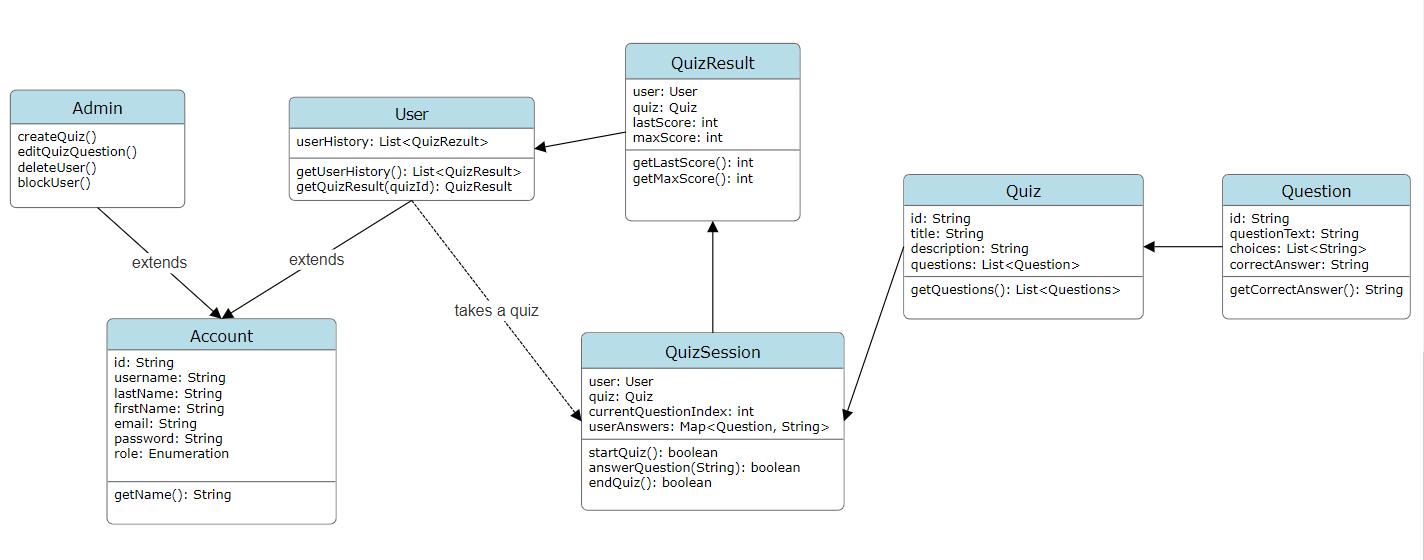 Admin
createQuiz()
editQuizQuestion()
deleteUser()
blockUser()
User
userHistory: List<QuizRezult>
getUserHistory(): List<QuizResult>
getQuizResult(quizId): QuizResult
QuizResult
user: User
quiz: Quiz
lastScore: int
maxScore: int
getLastScore(): int
getMaxScore(): int
Quiz
id: String
title: String
description: String
questions: List<Question>
getQuestions(): List<Questions>
Question
id: String
questionText: String
choices: List<String>
correctAnswer: String
getCorrectAnswer(): String
extends
extends
takes a quiz
Account
id: String
username: String
lastName: String
firstName: String
email: String
password: String
role: Enumeration
getName(): String
QuizSession
user: User
quiz: Quiz
currentQuestionIndex: int
userAnswers: Map<Question, String>
startQuiz(): boolean
answerQuestion(String): boolean
endQuiz(): boolean